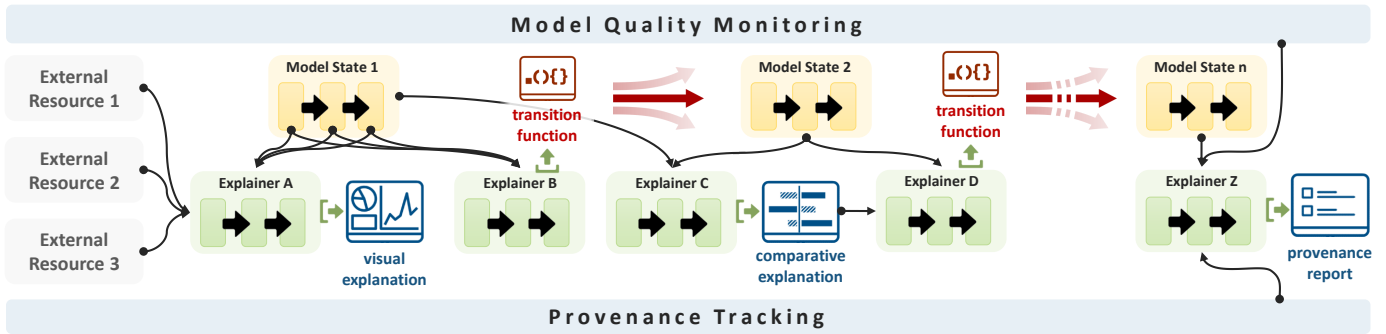 Model Quality Monitoring
External
Resource 1
External
Resource 2
External
Resource 3
Model State 1
.(){}
transition
function
Model State 2
.(){}
transition
function
Model State n
Explainer A
visual
explanation
Explainer B
Explainer C
comparative
explanation
Explainer D
Explainer Z
provenance
report
Provenance Tracking